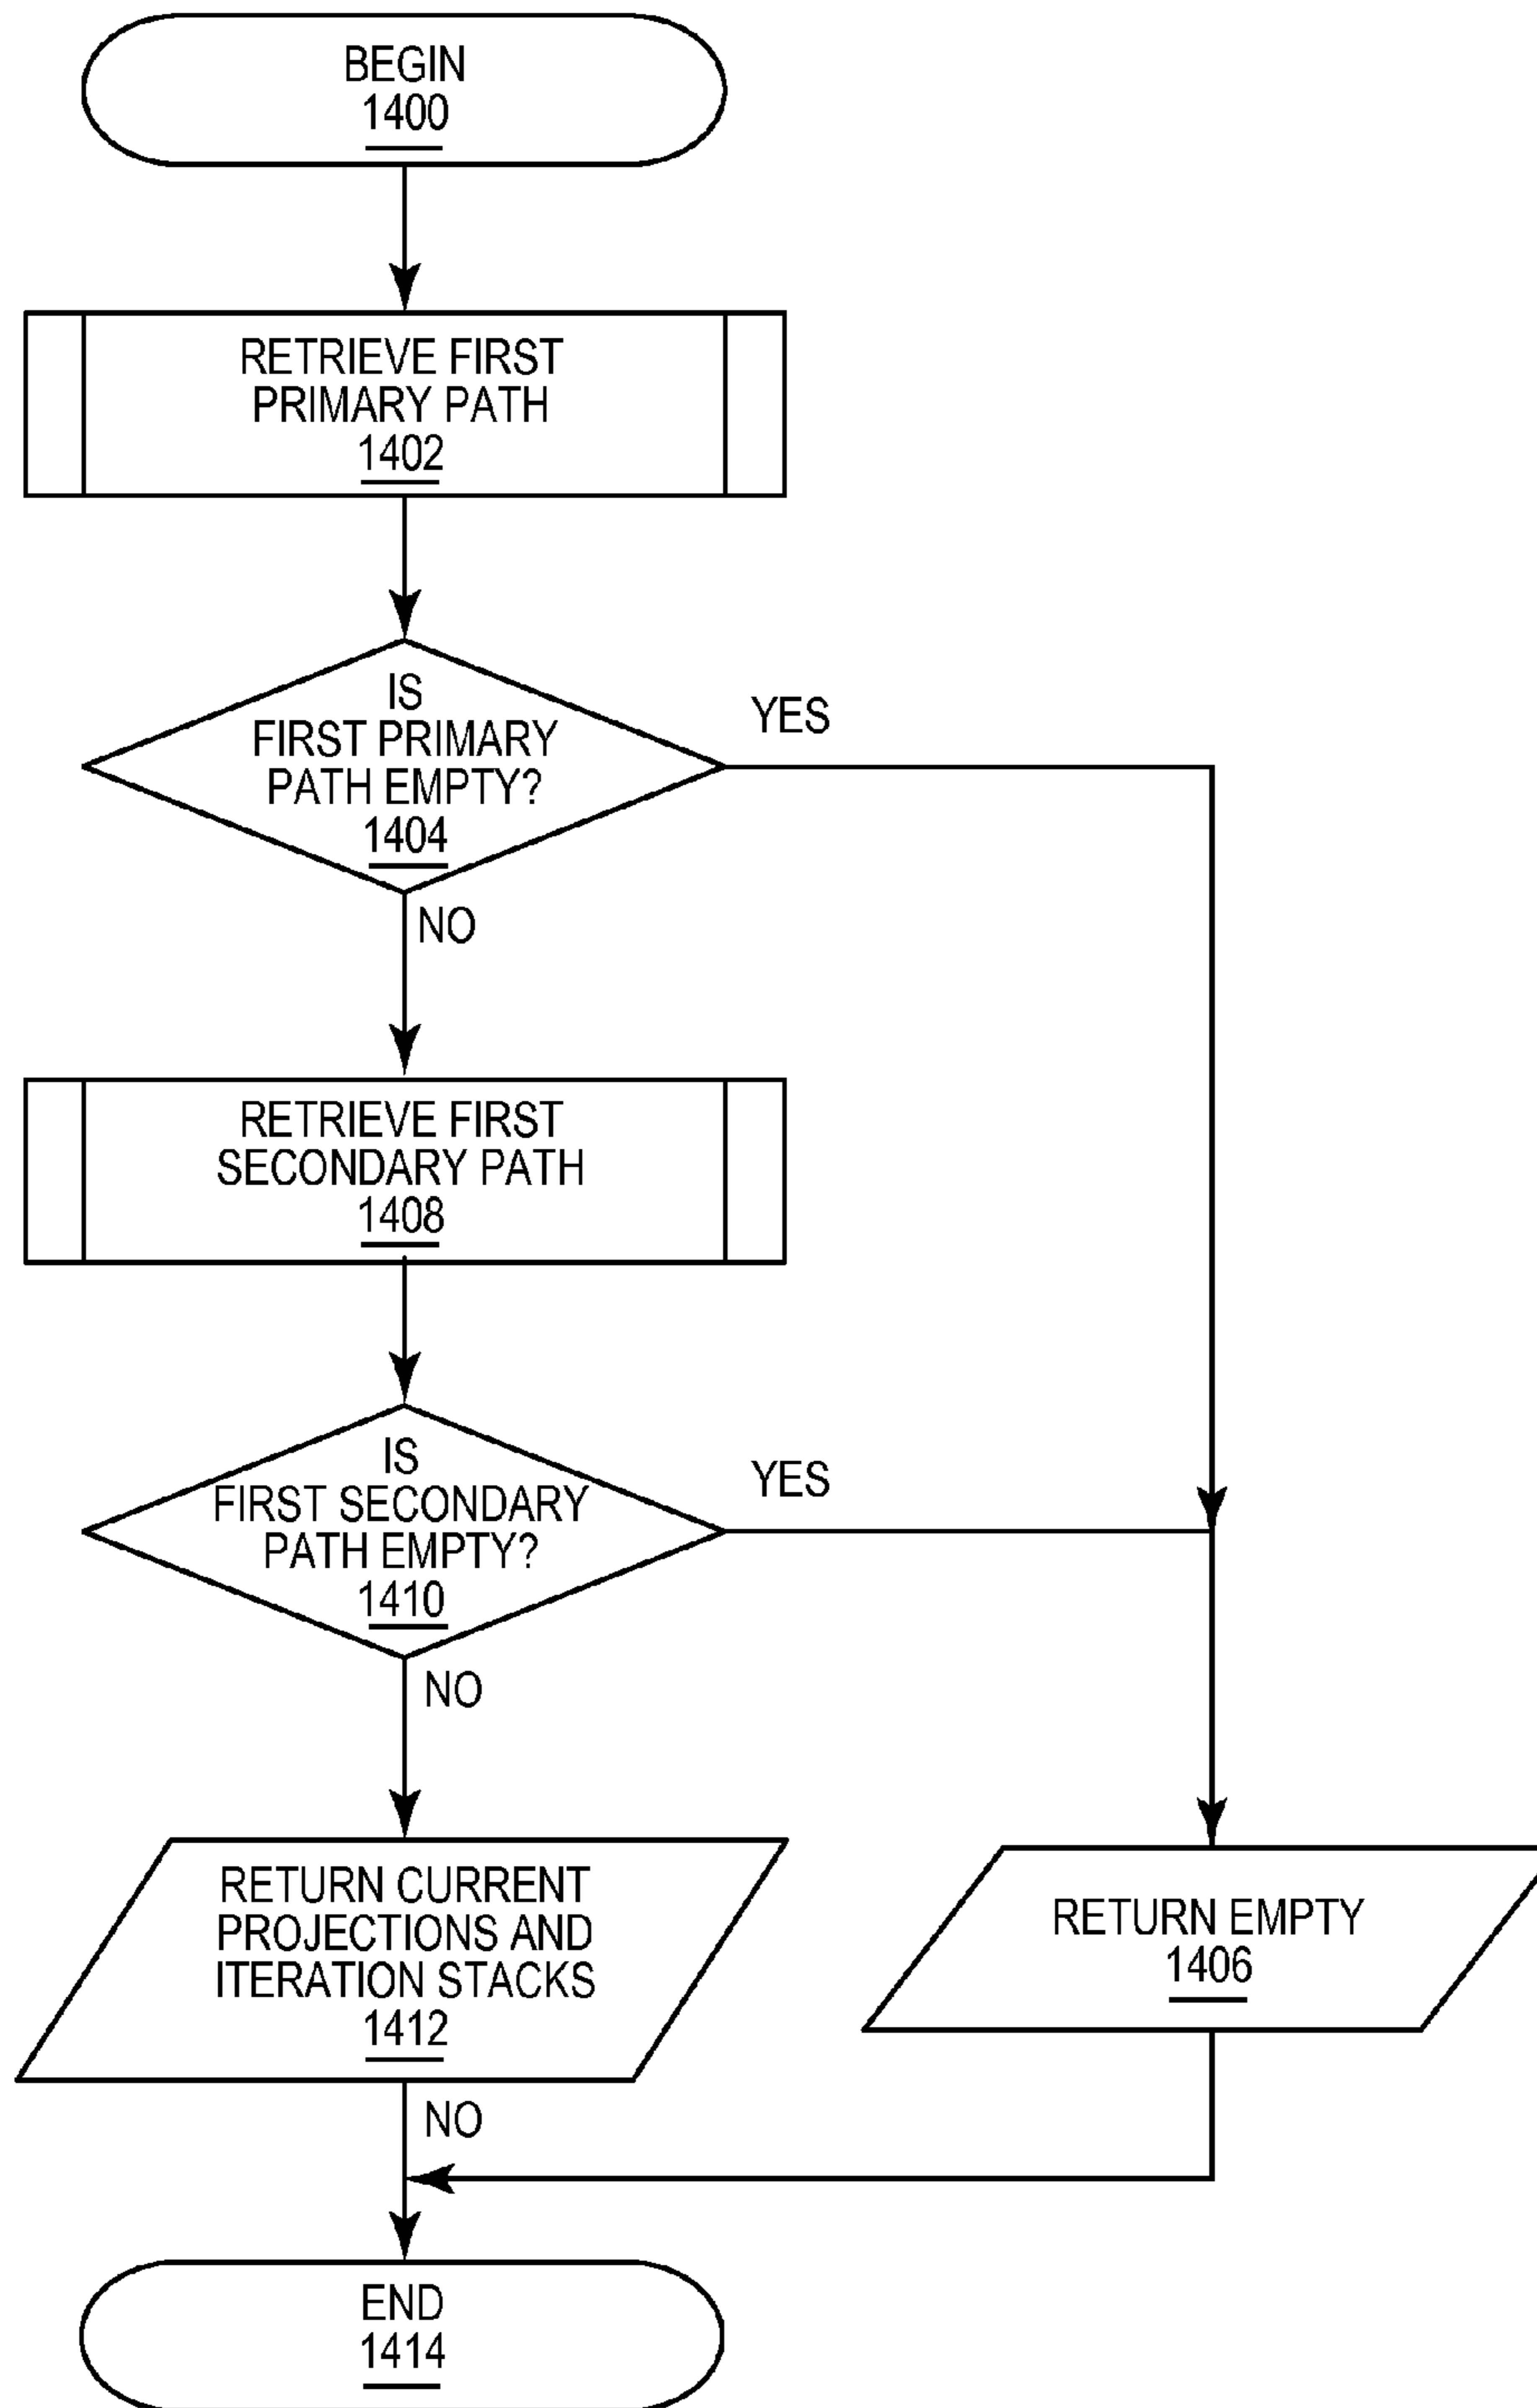 BEGIN
1400
RETRIEVE FIRST
PRIMARY PATH
1402
IS
FIRST PRIMARY
PATH EMPTY?
1404
YES
NO
RETRIEVE FIRST
SECONDARY PATH
1408
IS
FIRST SECONDARY
PATH EMPTY?
1410
YES
NO
RETURN CURRENT
PROJECTIONS AND
ITERATION STACKS
1412
RETURN EMPTY
1406
NO
END
1414